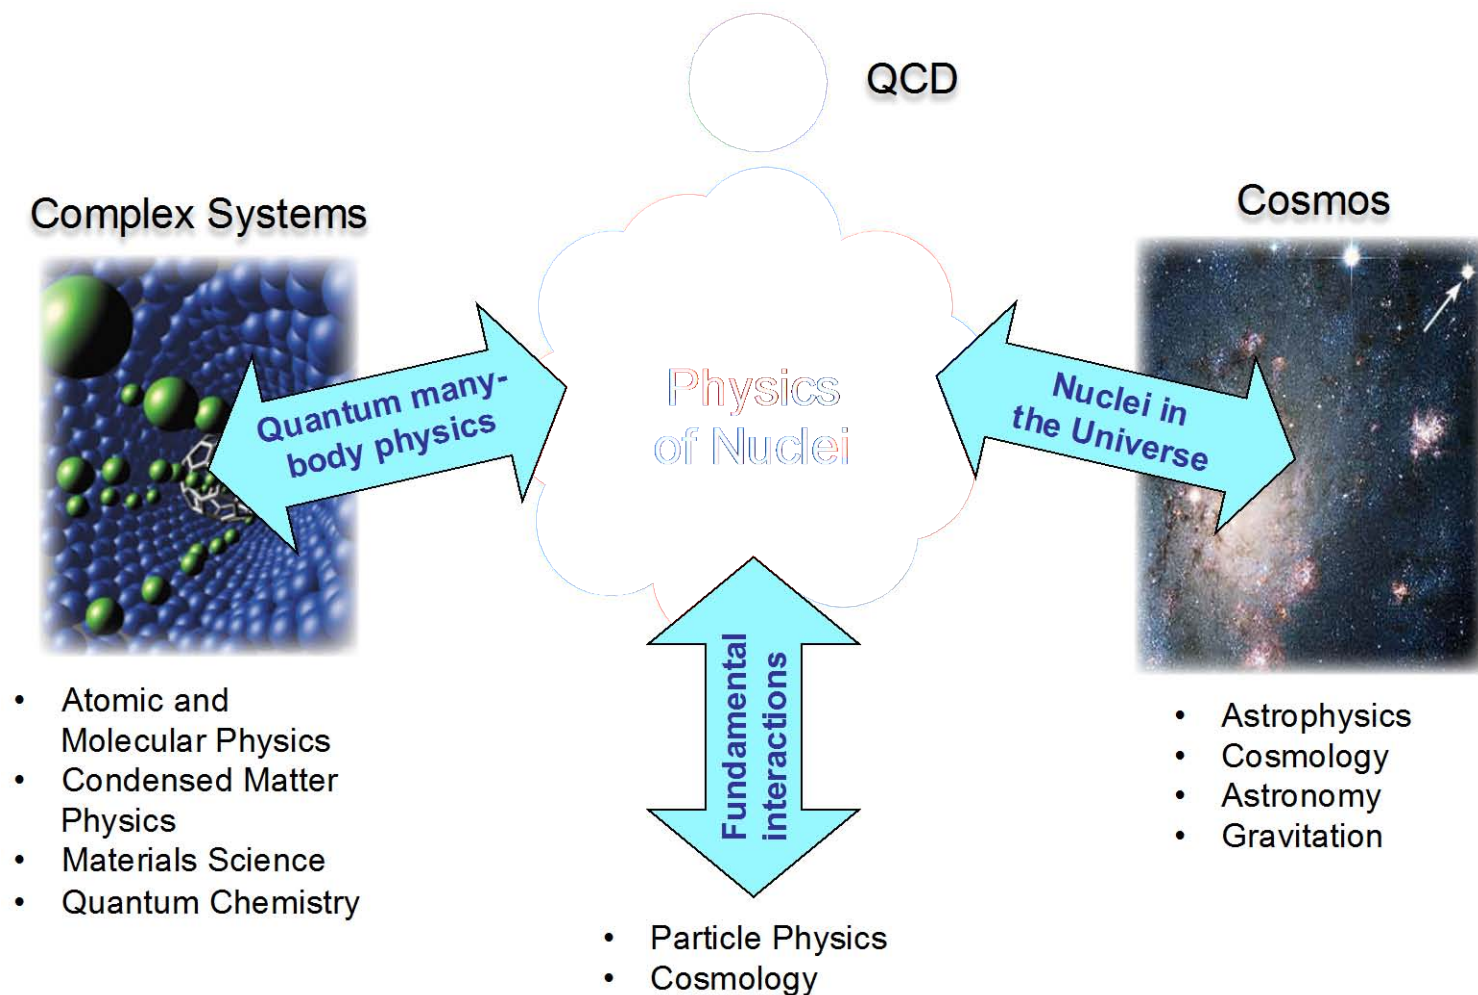 QCD
Complex Systems
Cosmos
Quantum many-
body physics
Physics
of Nuclei
Nuclei in
the Universe
Fundamental
interactions
• Atomic and
Molecular Physics
• Condensed Matter
Physics
• Materials Science
• Quantum Chemistry
• Astrophysics
• Cosmology
• Astronomy
• Gravitation
• Particle Physics
• Cosmology